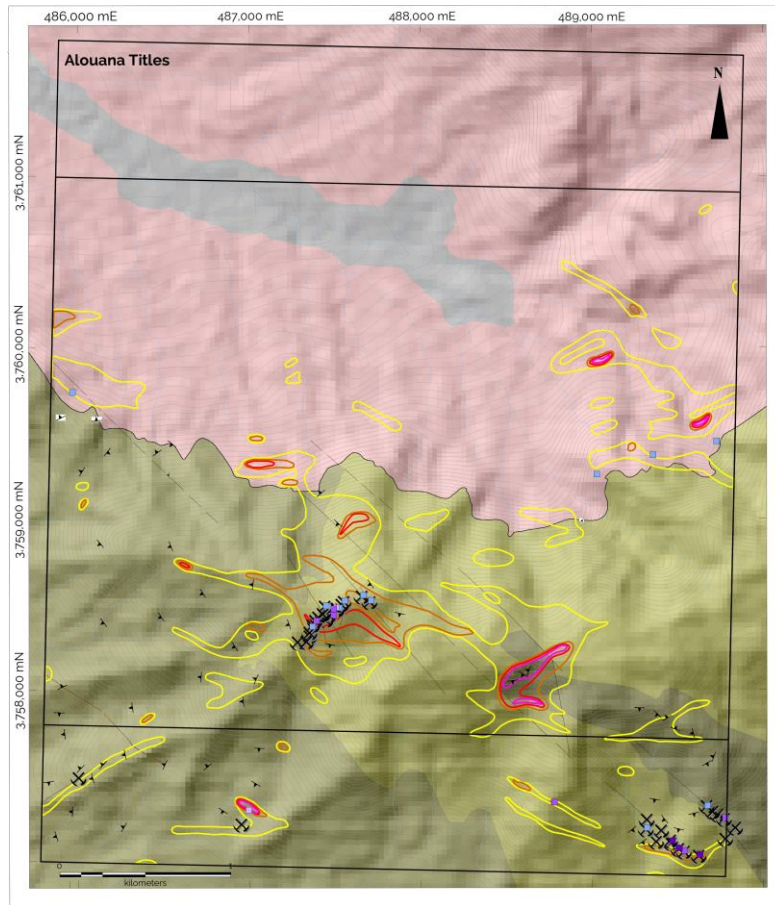 486,000 mE
487,000 mE
488,000 mE
489,000 mE
Alouana Titles
N
3,761,000 mN
3,760,000 mN
3,759,000 mN
3,758,000 mN
0
1
kilometers